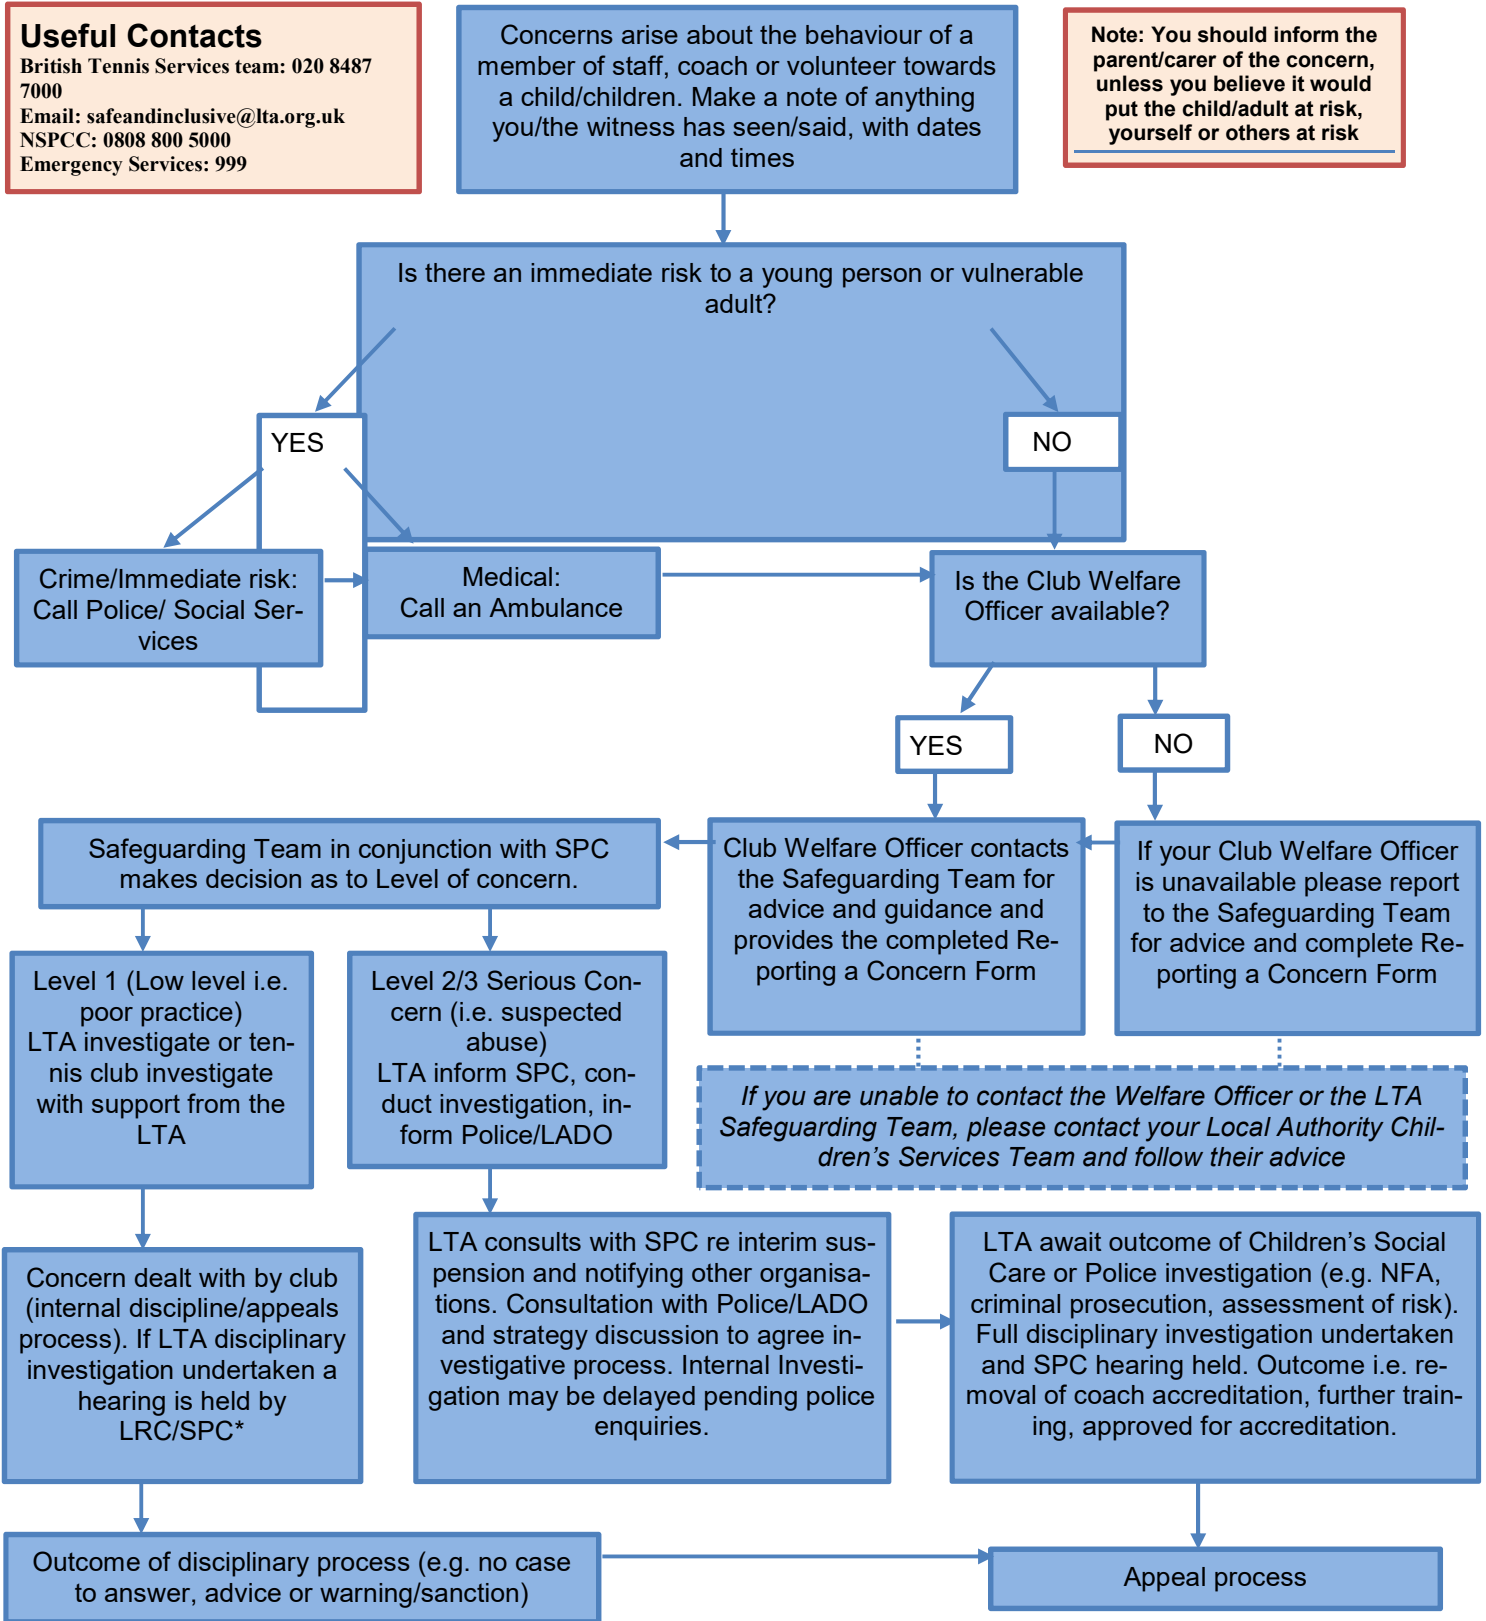 Useful Contacts
British Tennis Services team: 020 8487
7000
Email: safeandinclusive@lta.org.uk
NSPCC: 0808 800 5000
Emergency Services: 999
Concerns arise about the behaviour of a
member of staff, coach or volunteer towards
a child/children. Make a note of anything
you/the witness has seen/said, with dates
and times
Note: You should inform the
parent/carer of the concern,
unless you believe it would
put the child/adult at risk,
yourself or others at risk
Is there an immediate risk to a young person or vulnerable
adult?
YES
NO
Crime/Immediate risk:
Call Police/ Social Ser-
vices
Medical:
Call an Ambulance
Is the Club Welfare
Officer available?
YES
NO
Safeguarding Team in conjunction with SPC
makes decision as to Level of concern.
Club Welfare Officer contacts
the Safeguarding Team for
advice and guidance and
provides the completed Re-
porting a Concern Form
If your Club Welfare Officer
is unavailable please report
to the Safeguarding Team
for advice and complete Re-
porting a Concern Form
Level 1 (Low level i.e.
poor practice)
LTA investigate or ten-
nis club investigate
with support from the
LTA
Level 2/3 Serious Con-
cern (i.e. suspected
abuse)
LTA inform SPC, con-
duct investigation, in-
form Police/LADO
If you are unable to contact the Welfare Officer or the LTA
Safeguarding Team, please contact your Local Authority Chil-
dren’s Services Team and follow their advice
Concern dealt with by club
(internal discipline/appeals
process). If LTA disciplinary
investigation undertaken a
hearing is held by
LRC/SPC*
LTA consults with SPC re interim sus-
pension and notifying other organisa-
tions. Consultation with Police/LADO
and strategy discussion to agree in-
vestigative process. Internal Investi-
gation may be delayed pending police
enquiries.
LTA await outcome of Children’s Social
Care or Police investigation (e.g. NFA,
criminal prosecution, assessment of risk).
Full disciplinary investigation undertaken
and SPC hearing held. Outcome i.e. re-
moval of coach accreditation, further train-
ing, approved for accreditation.
Outcome of disciplinary process (e.g. no case
to answer, advice or warning/sanction)
Appeal process